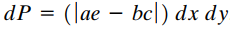 dP = (|ae − bc|) dx dy